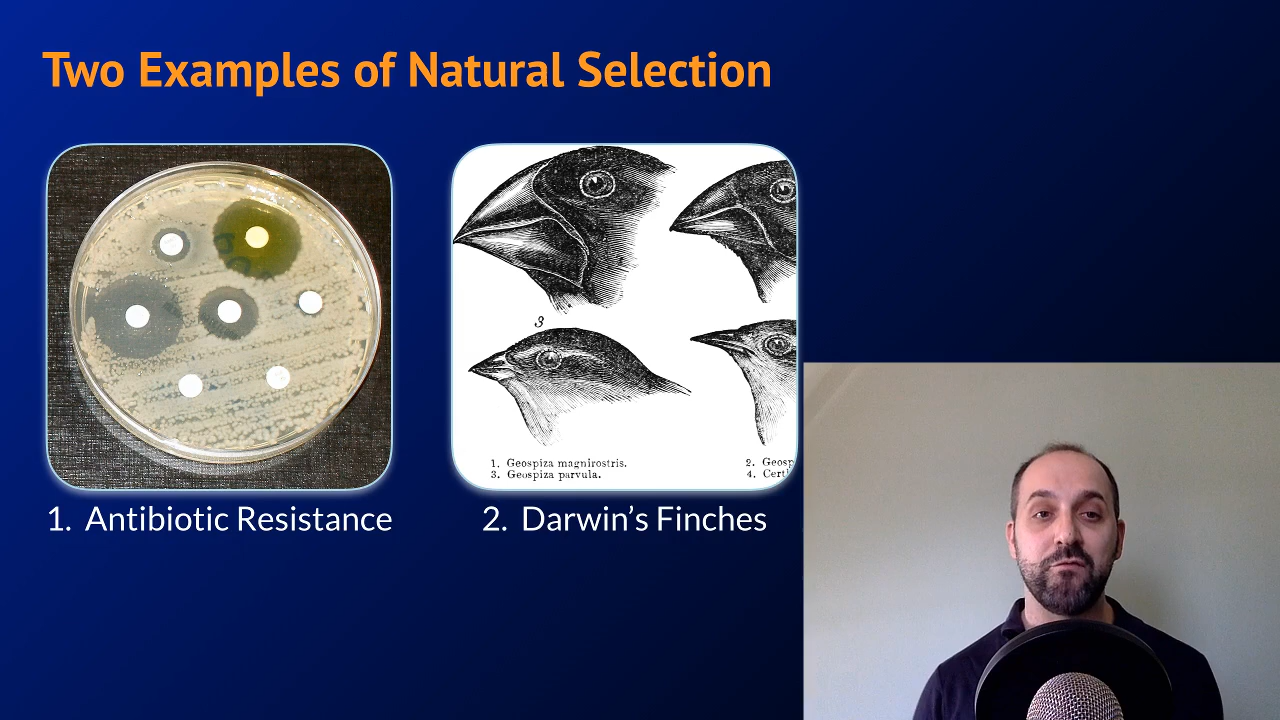 Two Examples of Natural Selection
3
1. Geospiza magnirostris. 2. Geosp
3. Geospiza parvula. 4. Cert
1. Antibiotic Resistance
2. Darwin’s Finches